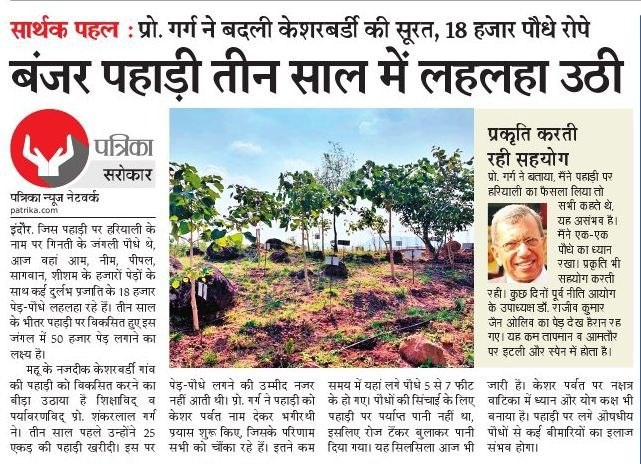 सार्थक पहल : प्रो. गर्ग ने बदली केशरबर्डी की सूरत, 18 हजार पौधे रोपे
बंजर पहाड़ी तीन साल में लहलहा उठी
पत्रिका
सरोकार
पत्रिका न्यूज नेटवर्क
patrika.com
इंदौर. जिस पहाड़ी पर हरियाली के
नाम पर गिनती के जंगली पौधे थे,
आज वहां आम, नीम, पीपल,
सागवान, शीशम के हजारों पेड़ों के
साथ कई दुर्लभ प्रजाति के 18 हजार
पेड़-पौधे लहलहा रहे हैं। तीन साल
के भीतर पहाड़ी पर विकसित हुए इस
जंगल में 50 हजार पेड़ लगाने का
लक्ष्य है।
महू के नजदीक केशरबर्डी गांव
की पहाड़ी को विकसित करने का
बीड़ा उठाया है शिक्षाविद् व
पर्यावरणविद् प्रो. शंकरलाल गर्ग
ने। तीन साल पहले उन्होंने 25
एकड़ की पहाड़ी खरीदी। इस पर
पेड़-पौधे लगने की उम्मीद नजर
नहीं आती थी। प्रो. गर्ग ने पहाड़ी को
केशर पर्वत नाम देकर भगीरथी
प्रयास शुरू किए, जिसके परिणाम
सभी को चौंका रहे हैं। इतने कम
समय में यहां लगे पौधे 5 से 7 फीट
के हो गए। पौधों की सिंचाई के लिए
पहाड़ी पर पर्याप्त पानी नहीं था,
इसलिए रोज टैंकर बुलाकर पानी
दिया गया। यह सिलसिला आज भी
जारी है। केशर पर्वत पर नक्षत्र
वाटिका में ध्यान और योग कक्ष भी
बनाया है। पहाड़ी पर लगे औषधीय
पौधों से कई बीमारियों का इलाज
संभव होगा।
प्रकृति करती
रही सहयोग
प्रो. गर्ग ने बताया, मैंने पहाड़ी पर
हरियाली का फैसला लिया तो
सभी कहते थे,
यह असंभव है।
मैंने एक-एक
पौधे का ध्यान
रखा। प्रकृति भी
सहयोग करती
रही। कुछ दिनों पूर्व नीति आयोग
के उपाध्यक्ष डॉ. राजीव कुमार
जैन ओलिव का पेड़ देख हैरान रह
गए। यह कम तापमान व आमतौर
पर इटली और स्पेन में होता है।